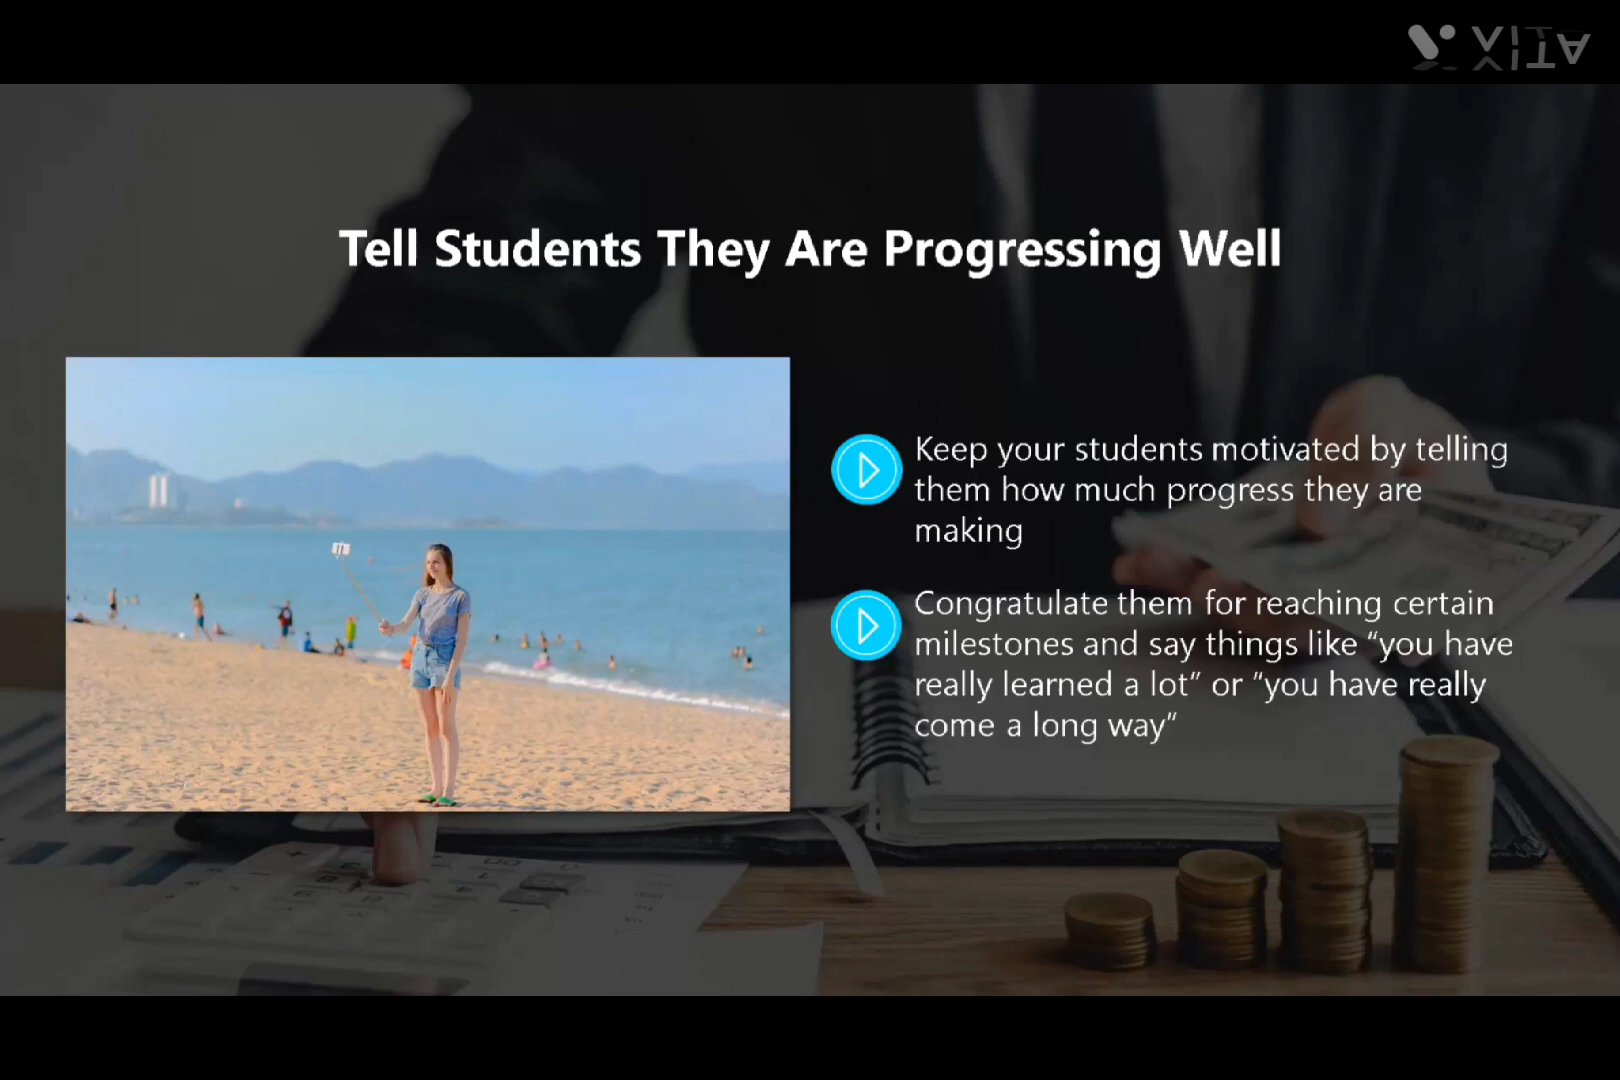 VITA
Tell Students They Are Progressing Well
Keep your students motivated by telling
them how much progress they are
making
Congratulate them for reaching certain
milestones and say things like “you have
really learned a lot” or “you have really
come a long way”